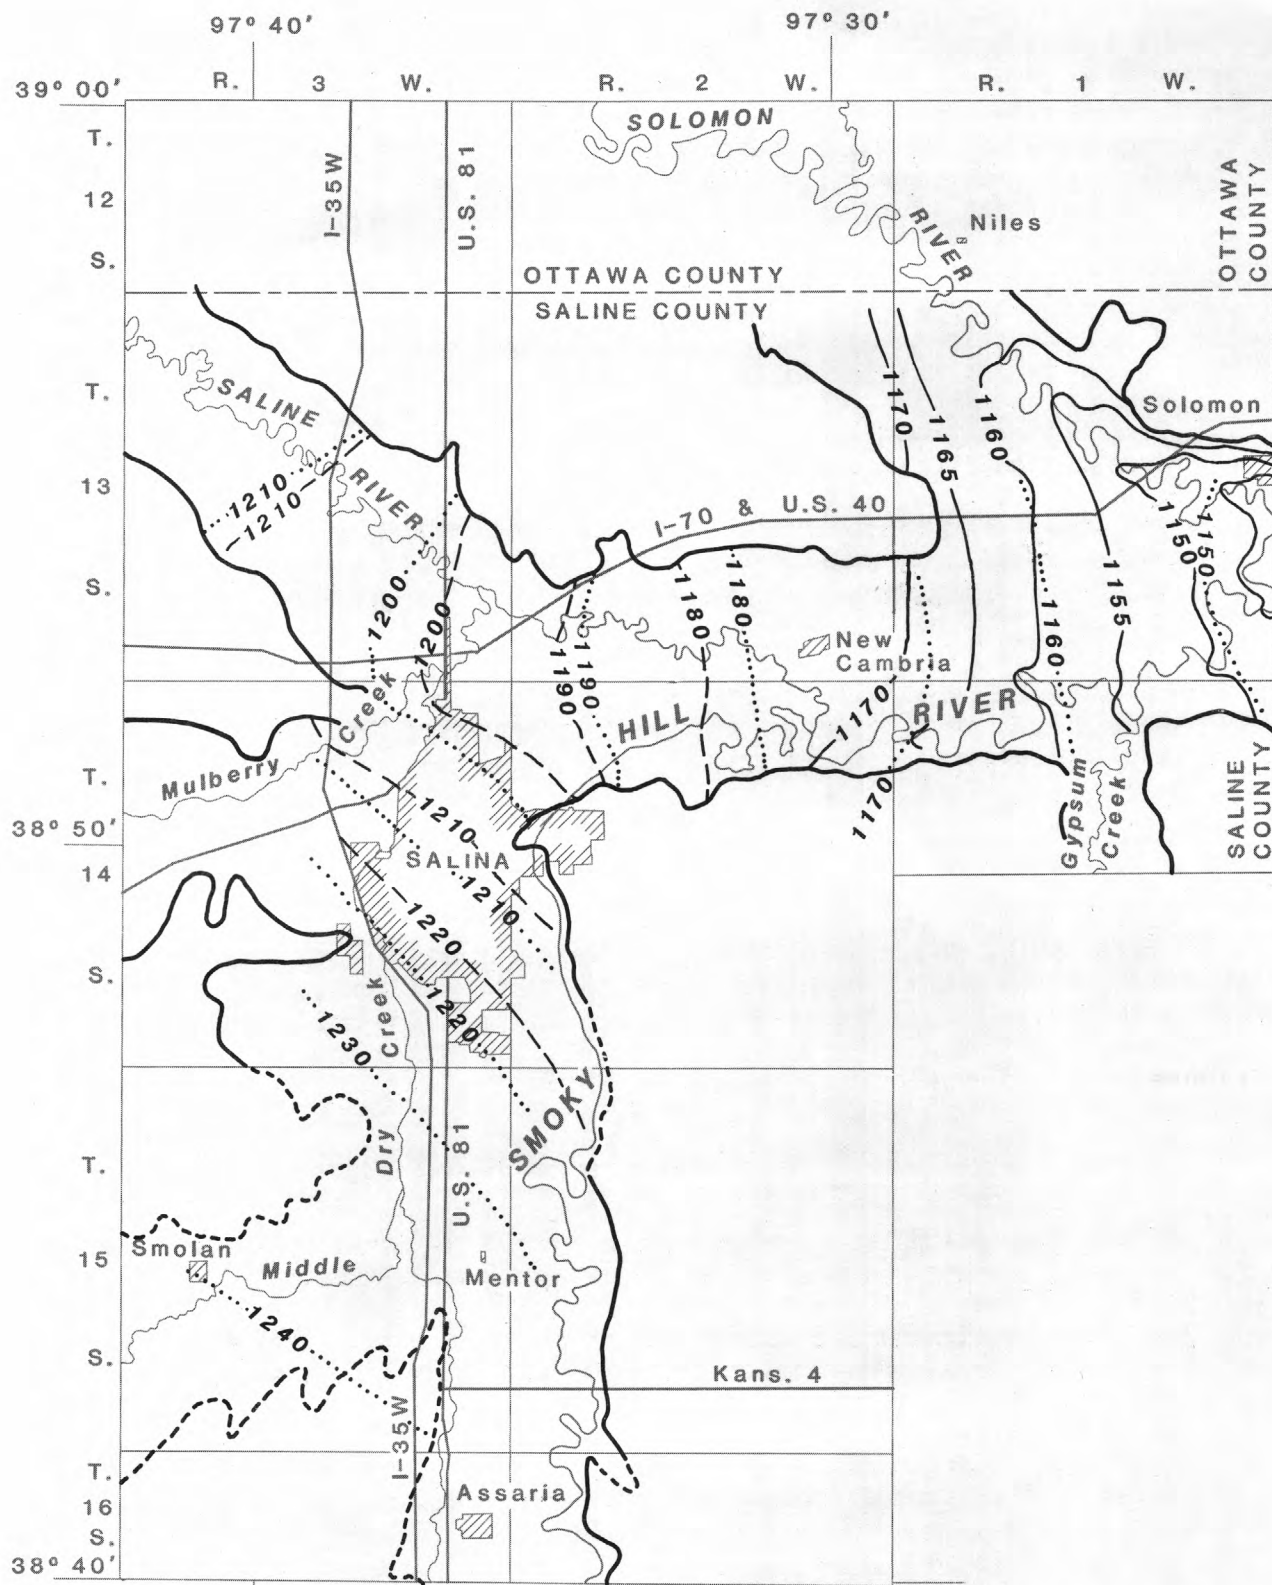 97° 40'
97° 30'
R. 3 W.
R. 2 W.
R. 1 W.
39° 00'
T.
12
S.
I-35W
U.S. 81
SOLOMON
RIVER
Niles
OTTAWA
COUNTY
OTTAWA COUNTY
SALINE COUNTY
T.
13
S.
SALINE
RIVER
1210
1210
1200
1200
1190
1190
1180
1180
I-70 & U.S. 40
1170
1165
1160
Solomon
1150
1150
1155
1160
New
Cambria
HILL
RIVER
1170
1170
Mulberry
Creek
T.
38° 50'
14
S.
1210
SALINA
1210
1220
1220
1230
Gypsum
Creek
SALINE
COUNTY
Dry
Creek
SMOKY
U.S. 81
T.
15
S.
Smolan
Middle
Mentor
1240
Kans. 4
I-35W
T.
16
S.
Assaria
38° 40'